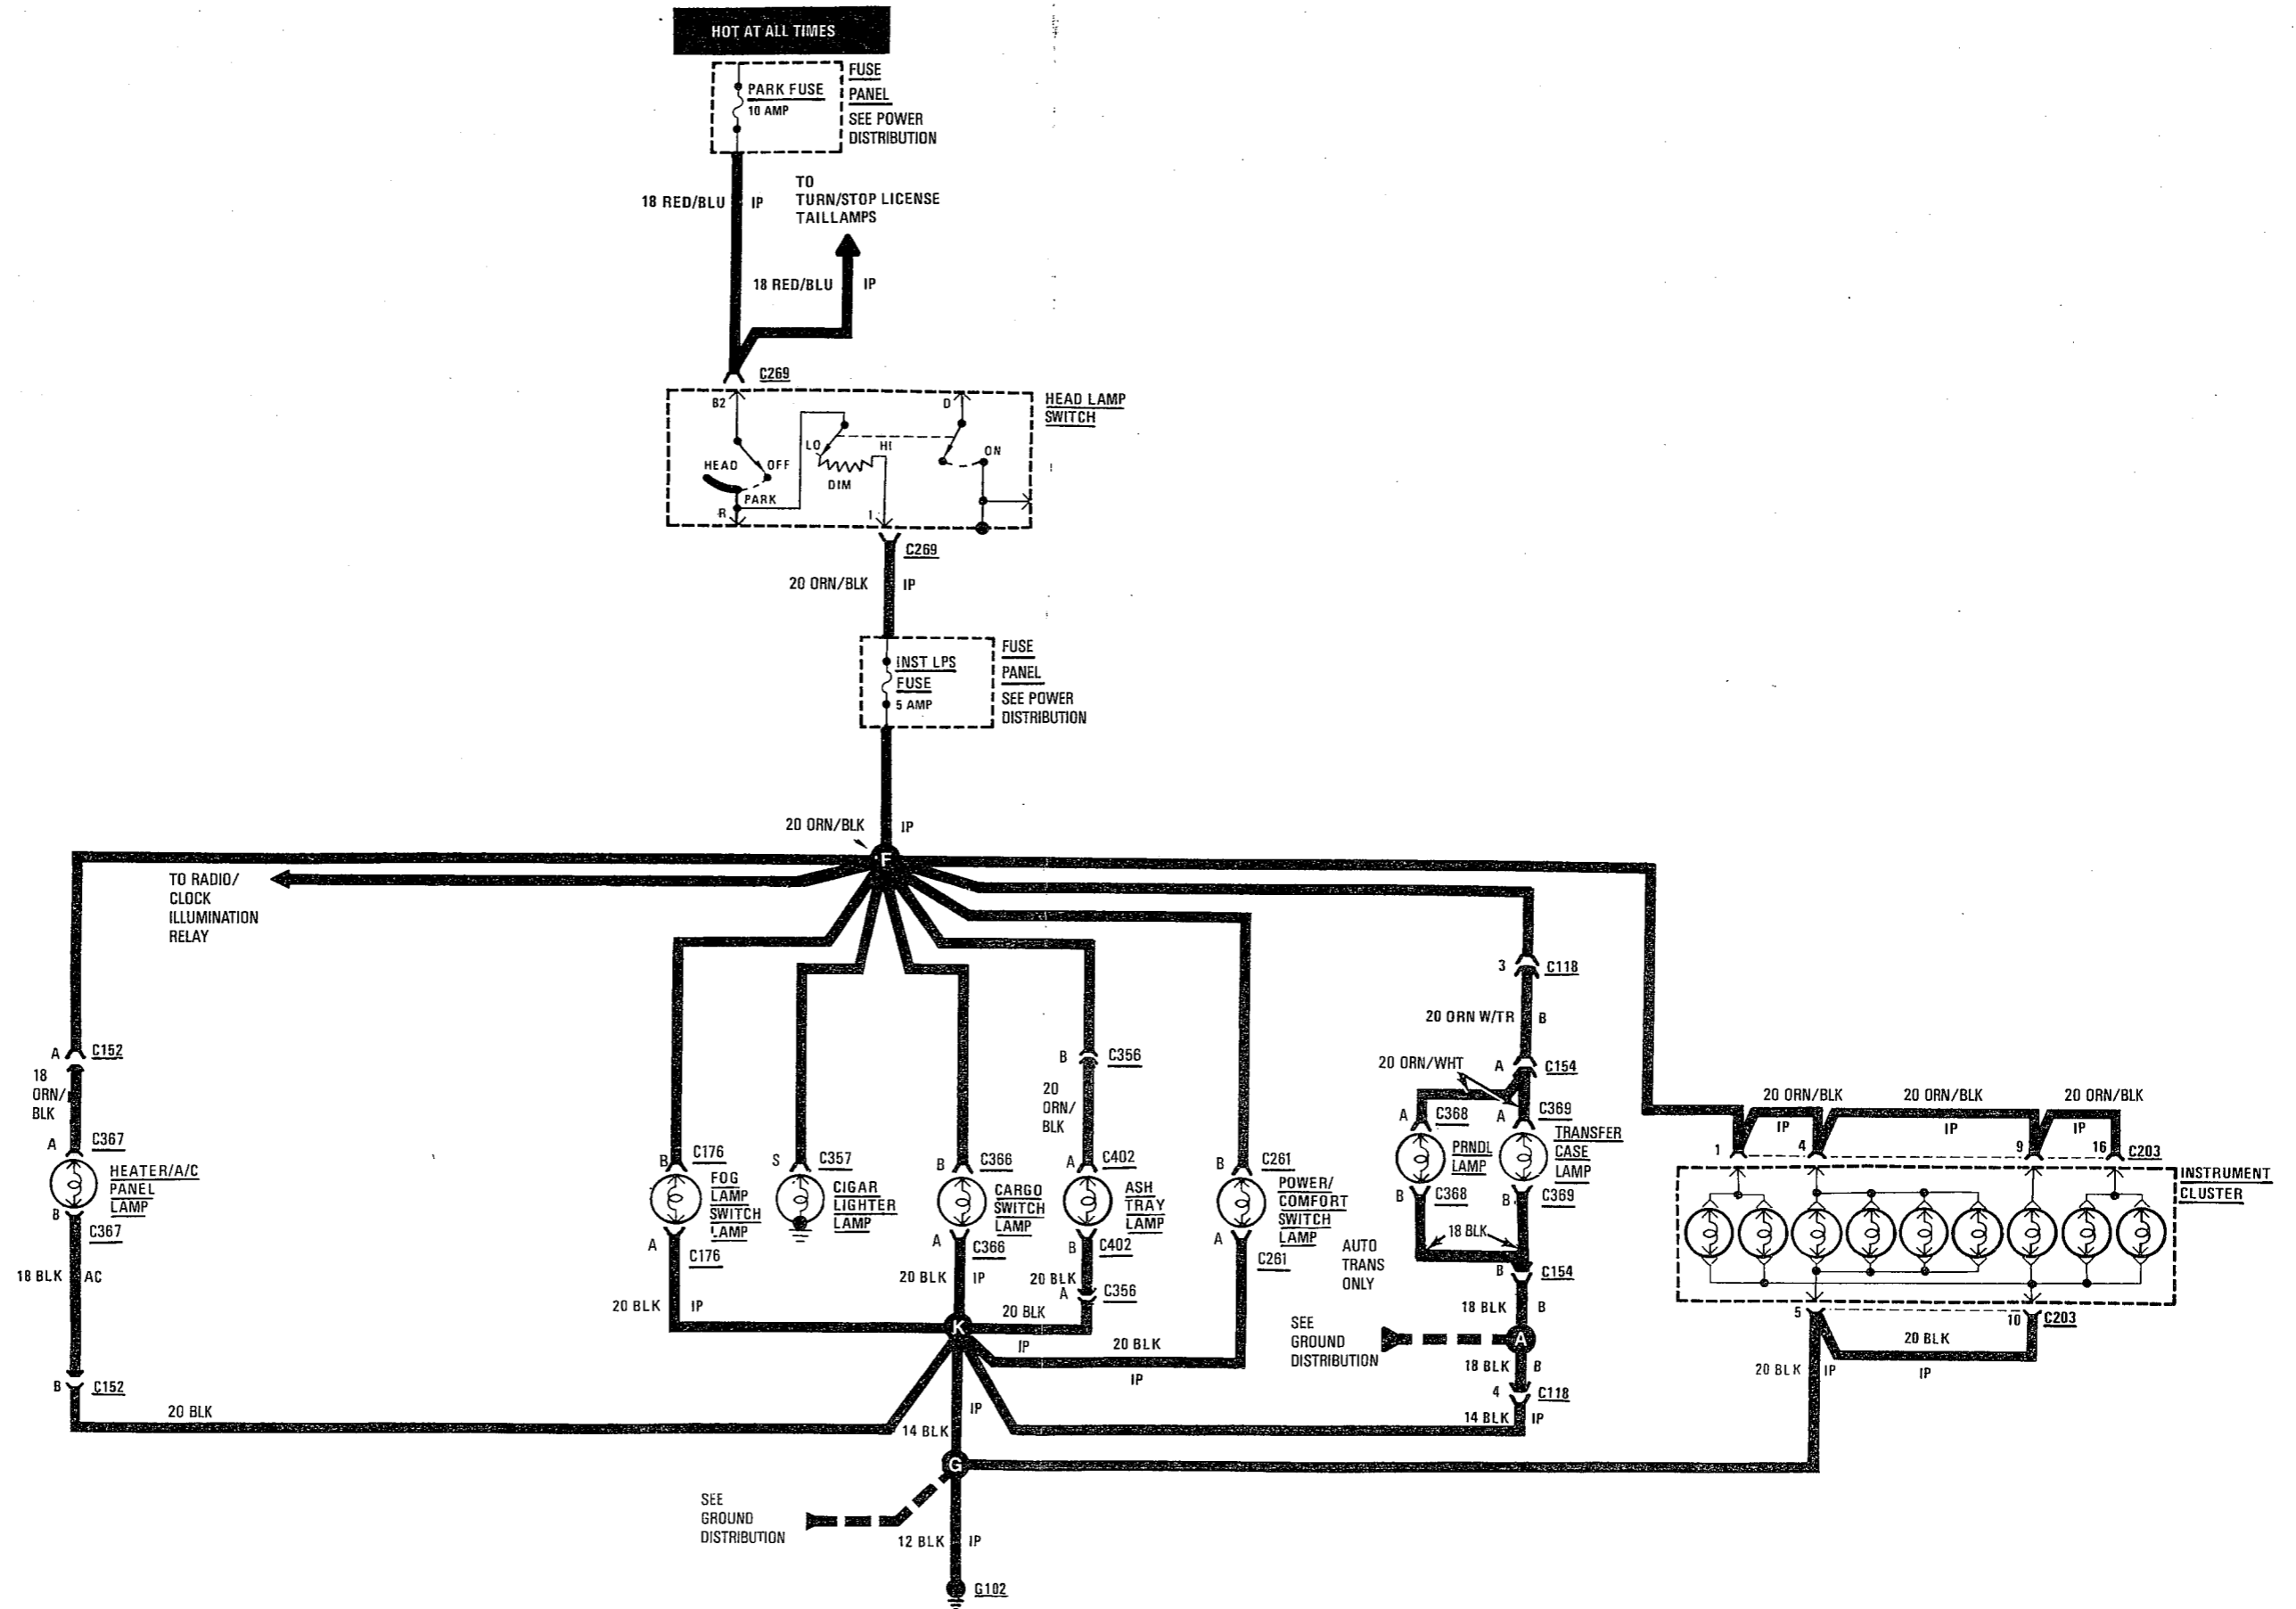 HOT AT ALL TIMES
PARK FUSE
10 AMP
FUSE
PANEL
SEE POWER
DISTRIBUTION
18 RED/BLU
IP
TO
TURN/STOP LICENSE
TAILLAMPS
18 RED/BLU
IP
C269
B2
D
HEAD LAMP
SWITCH
LO
HI
ON
HEAD
OFF
DIM
PARK
R
I
C269
20 ORN/BLK
IP
INST LPS
FUSE
5 AMP
FUSE
PANEL
SEE POWER
DISTRIBUTION
20 ORN/BLK
IP
F
TO RADIO/
CLOCK
ILLUMINATION
RELAY
3
C118
20 ORN W/TR
B
A
C152
18
ORN/
BLK
A
C367
HEATER/A/C
PANEL
LAMP
B
C367
18 BLK
AC
B
C152
20 BLK
B
C176
FOG
LAMP
SWITCH
LAMP
A
C176
20 BLK
IP
S
C357
CIGAR
LIGHTER
LAMP
B
C366
CARGO
SWITCH
LAMP
A
C366
20 BLK
IP
B
C356
20
ORN/
BLK
A
C402
ASH
TRAY
LAMP
B
C402
20 BLK
A
C356
20 BLK
IP
B
C261
POWER/
COMFORT
SWITCH
LAMP
A
C261
20 BLK
IP
20 ORN/WHT
A
C154
A
C368
A
C369
PRNDL
LAMP
TRANSFER
CASE
LAMP
B
C368
B
C369
18 BLK
AUTO
TRANS
ONLY
B
C154
18 BLK
B
SEE
GROUND
DISTRIBUTION
A
18 BLK
B
4
C118
14 BLK
IP
20 ORN/BLK
20 ORN/BLK
20 ORN/BLK
IP
IP
IP
1
4
9
16
C203
INSTRUMENT
CLUSTER
5
10
C203
20 BLK
IP
20 BLK
IP
K
IP
14 BLK
G
SEE
GROUND
DISTRIBUTION
12 BLK
IP
G102